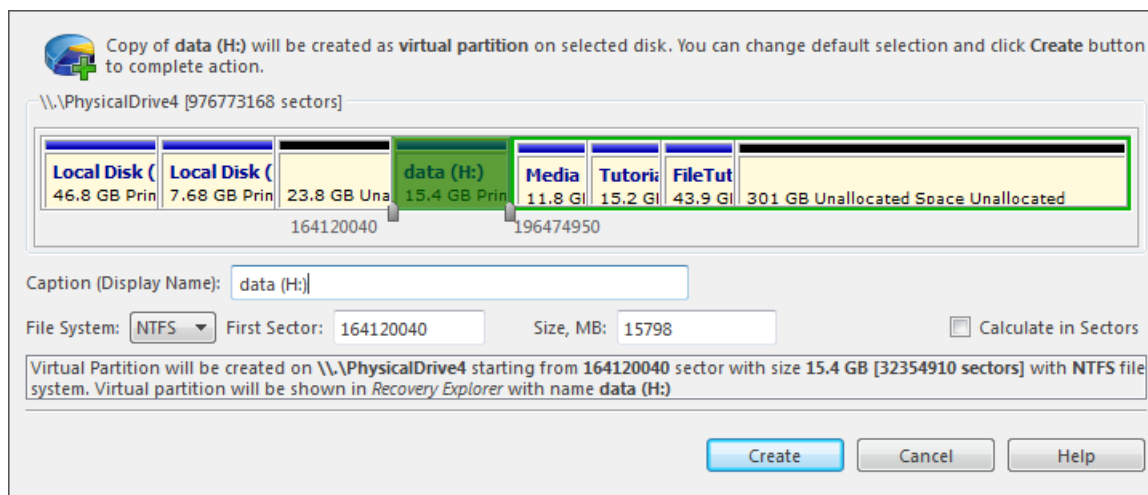 Copy of data (H:) will be created as virtual partition on selected disk. You can change default selection and click Create button
to complete action.
\\.\PhysicalDrive4 [976773168 sectors]
Local Disk ( Local Disk ( data (H:) Media Tutoria FileTut
46.8 GB Prin 7.68 GB Prin 23.8 GB Una 15.4 GB Prin 11.8 GI 15.2 GI 43.9 GI 301 GB Unallocated Space Unallocated
164120040 196474950
Caption (Display Name): data (H:)
File System: NTFS First Sector: 164120040 Size, MB: 15798 Calculate in Sectors
Virtual Partition will be created on \\.\PhysicalDrive4 starting from 164120040 sector with size 15.4 GB [32354910 sectors] with NTFS file
system. Virtual partition will be shown in Recovery Explorer with name data (H:)
Create Cancel Help